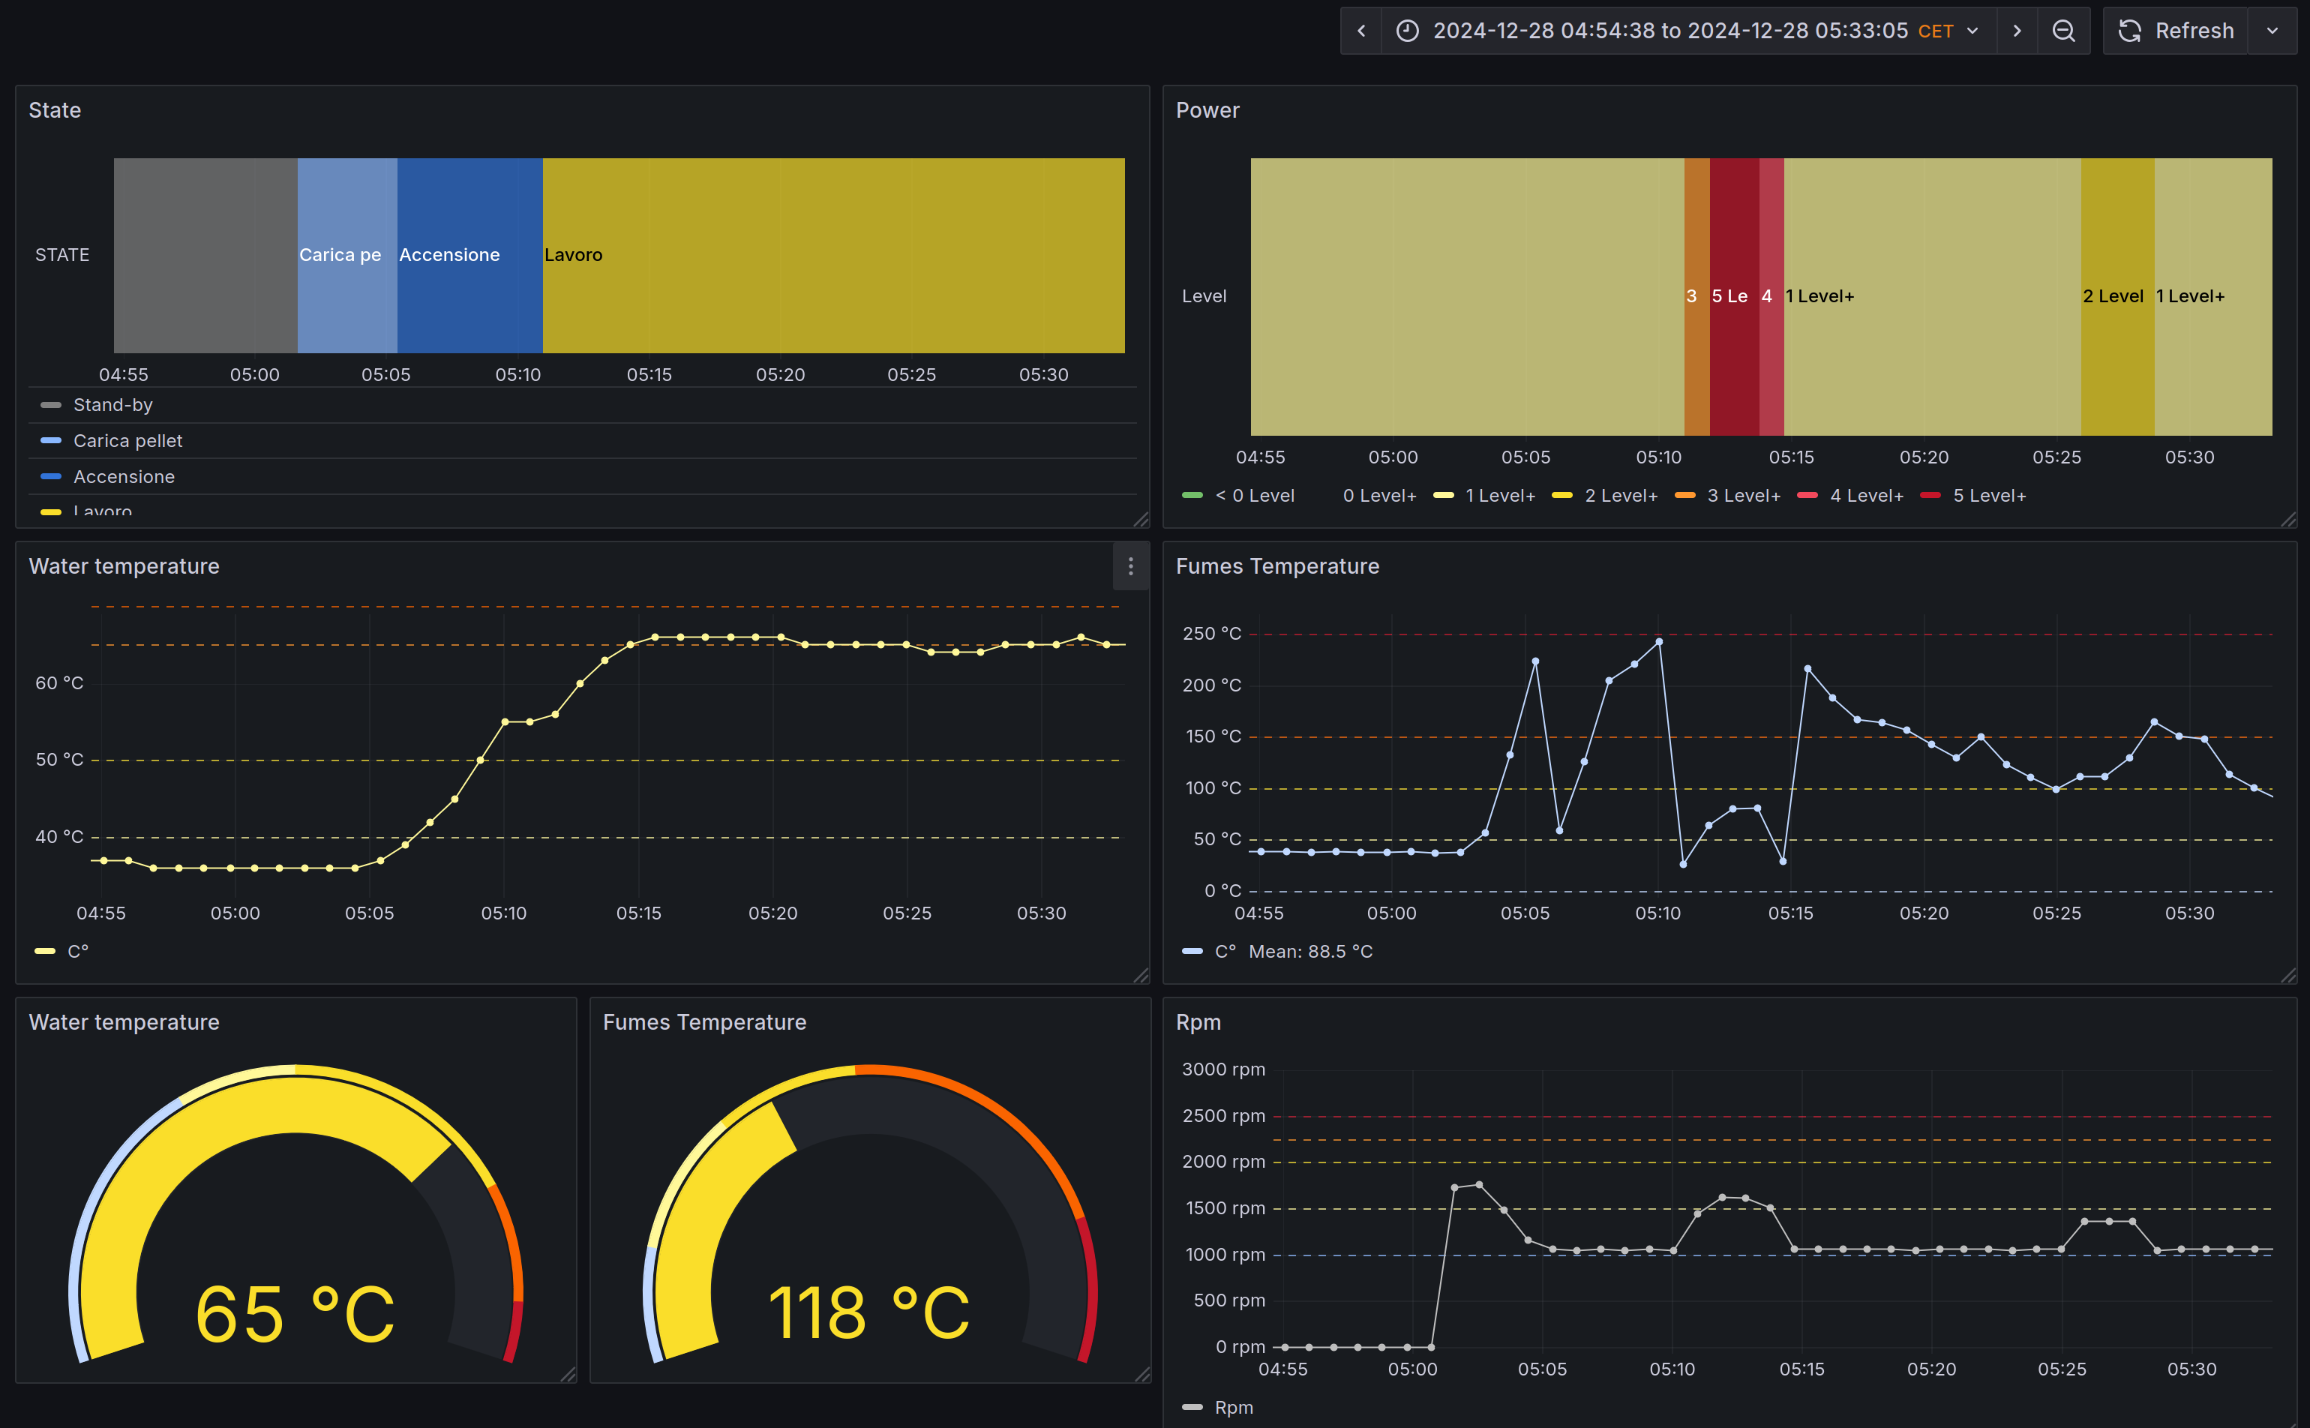 2024-12-28 04:54:38 to 2024-12-28 05:33:05 CET
Refresh
State
STATE
Carica pe
Accensione
Lavoro
04:55 05:00 05:05 05:10 05:15 05:20 05:25 05:30
Stand-by
Carica pellet
Accensione
Lavoro
Power
Level
3
5 Le
4
1 Level+
2 Level
1 Level+
04:55 05:00 05:05 05:10 05:15 05:20 05:25 05:30
< 0 Level 0 Level+ 1 Level+ 2 Level+ 3 Level+ 4 Level+ 5 Level+
Water temperature
60 °C
50 °C
40 °C
04:55 05:00 05:05 05:10 05:15 05:20 05:25 05:30
C°
Fumes Temperature
250 °C
200 °C
150 °C
100 °C
50 °C
0 °C
04:55 05:00 05:05 05:10 05:15 05:20 05:25 05:30
C° Mean: 88.5 °C
Water temperature
65 °C
Fumes Temperature
118 °C
Rpm
3000 rpm
2500 rpm
2000 rpm
1500 rpm
1000 rpm
500 rpm
0 rpm
04:55 05:00 05:05 05:10 05:15 05:20 05:25 05:30
Rpm